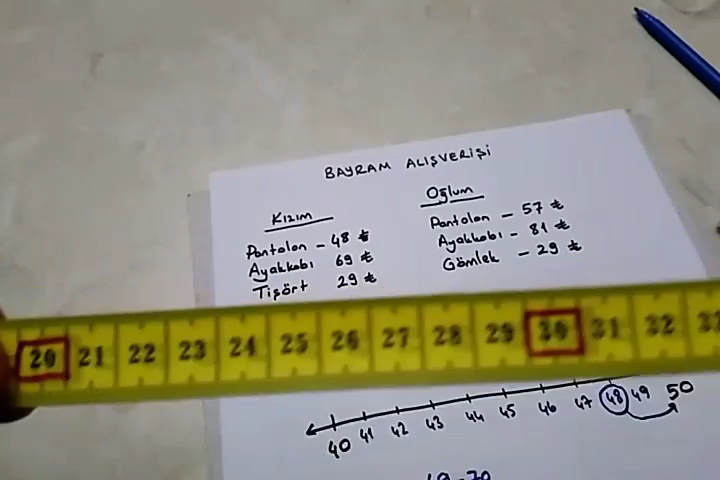 BAYRAM ALIŞVERİŞİ
Kızım
Pantolon - 48 ₺
Ayakkabı 69 ₺
Tişört 29 ₺
Oğlum
Pantolon - 57 ₺
Ayakkabı - 81 ₺
Gömlek - 29 ₺
20 21 22 23 24 25 26 27 28 29 30 31 32
40 41 42 43 44 45 46 47 48 49 50